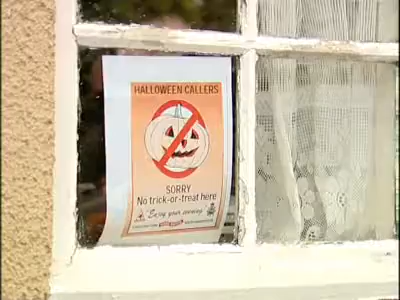 HALLOWEEN CALLERS
SORRY
No trick-or-treat here
Enjoy your evening